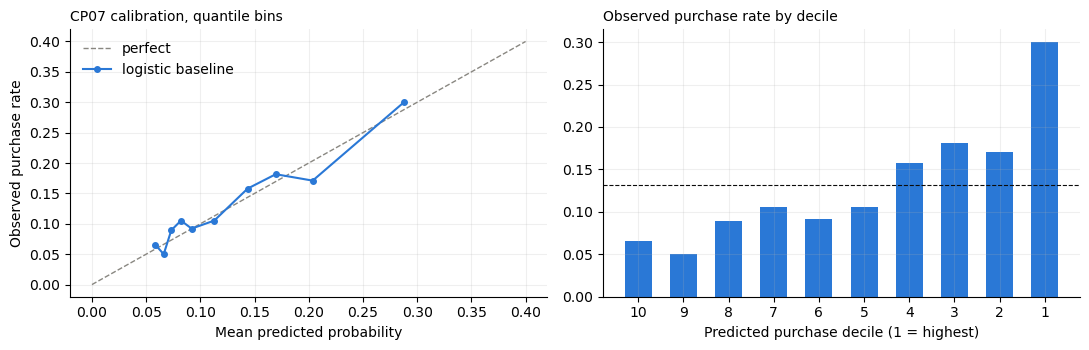 CP07 calibration, quantile bins
perfect
logistic baseline
0.40
0.35
0.30
0.25
0.20
0.15
0.10
0.05
0.00
Observed purchase rate
0.00 0.05 0.10 0.15 0.20 0.25 0.30 0.35 0.40
Mean predicted probability
Observed purchase rate by decile
0.30
0.25
0.20
0.15
0.10
0.05
0.00
10 9 8 7 6 5 4 3 2 1
Predicted purchase decile (1 = highest)